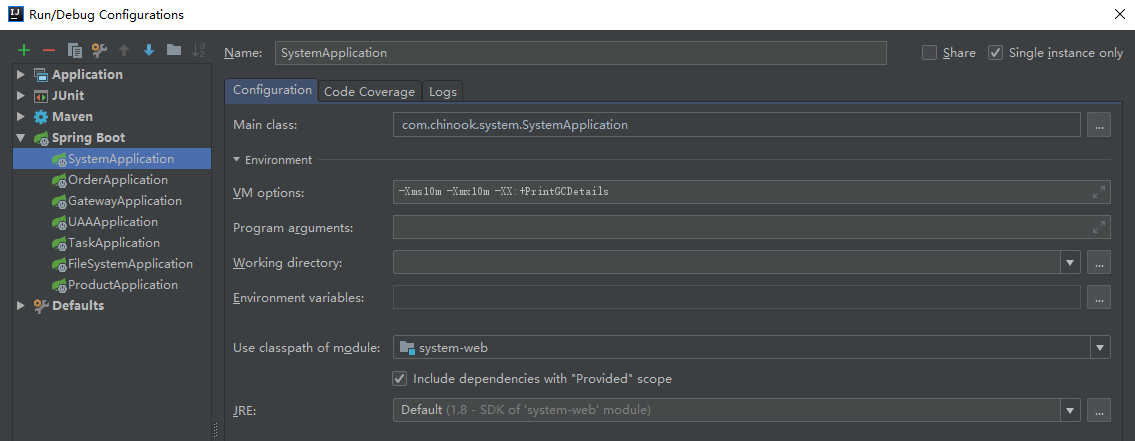 IJ Run/Debug Configurations
Name: SystemApplication Share Single instance only
Application
JUnit
Maven
Spring Boot
SystemApplication
OrderApplication
GatewayApplication
UAAApplication
TaskApplication
FileSystemApplication
ProductApplication
Defaults
Configuration Code Coverage Logs
Main class: com.chinook.system.SystemApplication ...
Environment
VM options: -Xms10m -Xmx10m -XX:+PrintGCDetails
Program arguments:
Working directory: ...
Environment variables: ...
Use classpath of module: system-web
Include dependencies with "Provided" scope
JRE: Default (1.8 - SDK of 'system-web' module) ...